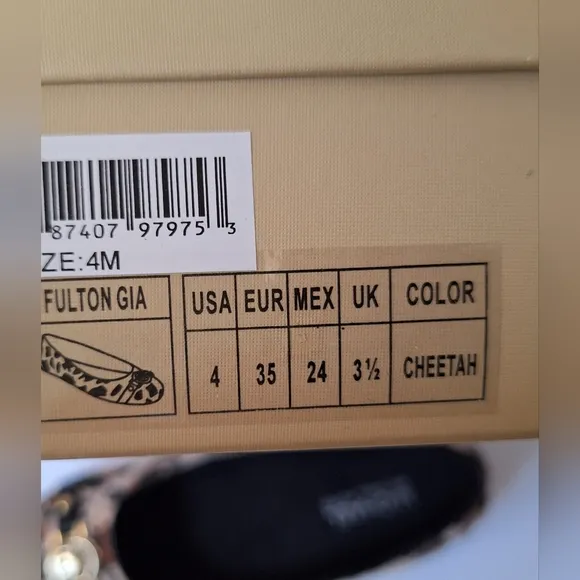 87407 97975 3
ZE:4M
FULTON GIA
USA EUR MEX UK COLOR
4 35 24 3½ CHEETAH